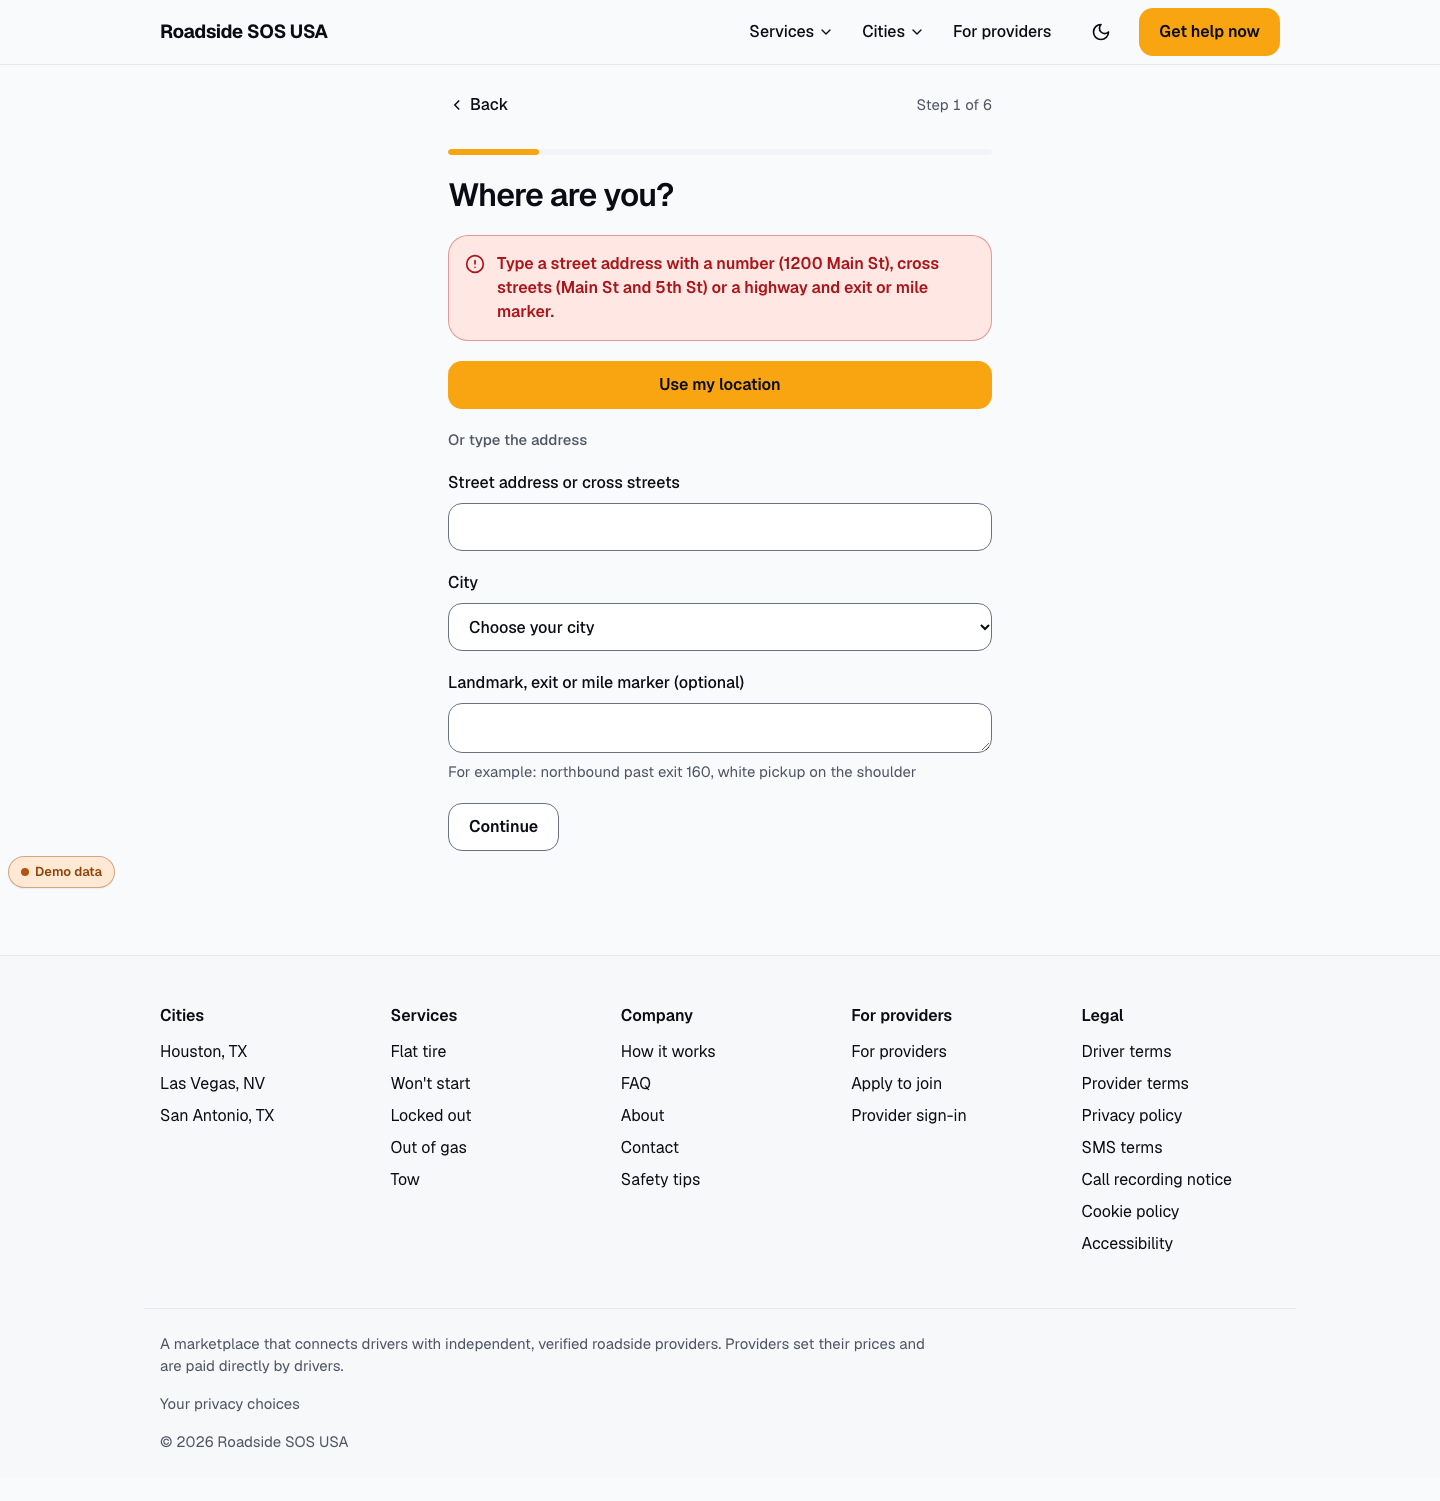 Roadside SOS USA
Services
Cities
For providers
Get help now
Back
Step 1 of 6
Where are you?
Type a street address with a number (1200 Main St), cross
streets (Main St and 5th St) or a highway and exit or mile
marker.
Use my location
Or type the address
Street address or cross streets
City
Choose your city
Landmark, exit or mile marker (optional)
For example: northbound past exit 160, white pickup on the shoulder
Continue
Demo data
Cities
Houston, TX
Las Vegas, NV
San Antonio, TX
Services
Flat tire
Won't start
Locked out
Out of gas
Tow
Company
How it works
FAQ
About
Contact
Safety tips
For providers
For providers
Apply to join
Provider sign-in
Legal
Driver terms
Provider terms
Privacy policy
SMS terms
Call recording notice
Cookie policy
Accessibility
A marketplace that connects drivers with independent, verified roadside providers. Providers set their prices and
are paid directly by drivers.
Your privacy choices
© 2026 Roadside SOS USA